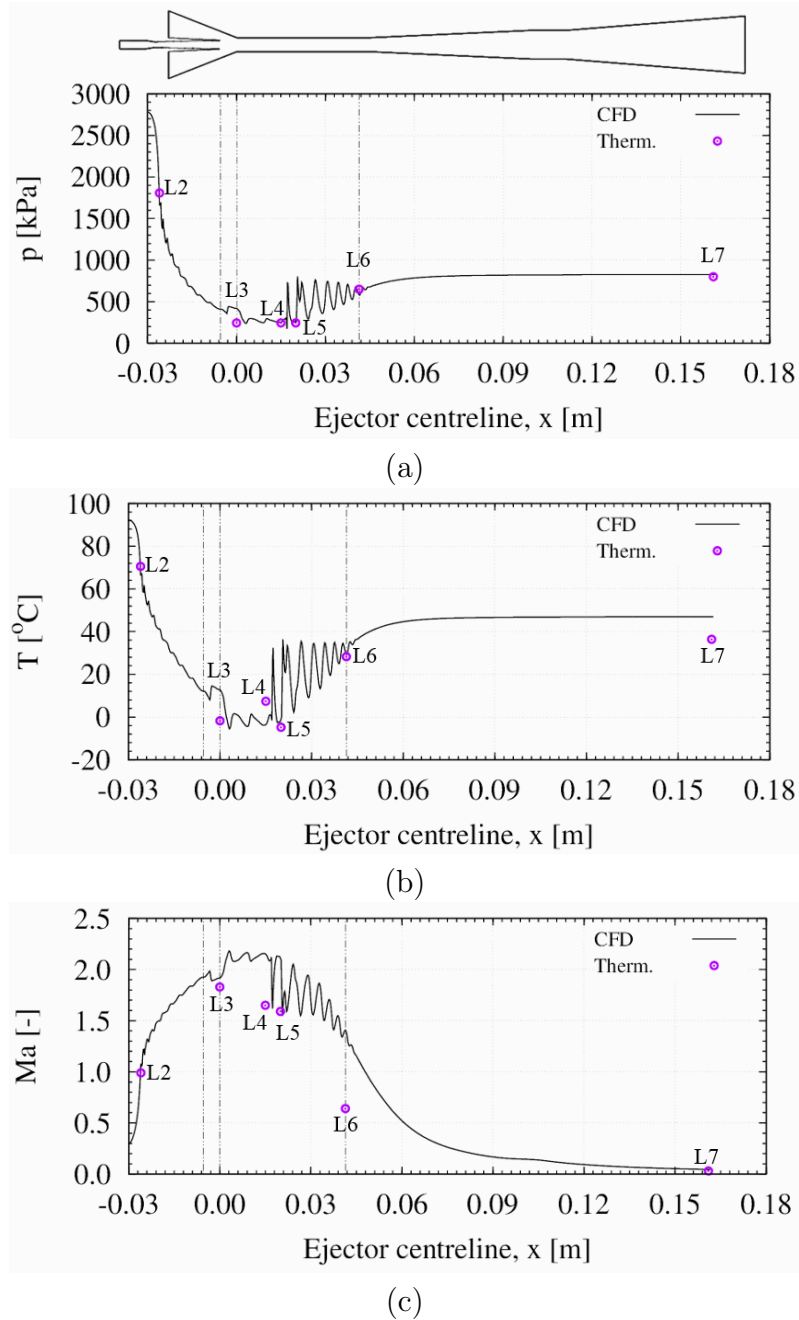 3000
2500
2000
1500
1000
500
0
p [kPa]
CFD
Therm.
L2
L3
L4
L5
L6
L7
-0.03 0.00 0.03 0.06 0.09 0.12 0.15 0.18
Ejector centreline, x [m]
(a)
100
80
60
40
20
0
-20
T [°C]
CFD
Therm.
L2
L3
L4
L5
L6
L7
-0.03 0.00 0.03 0.06 0.09 0.12 0.15 0.18
Ejector centreline, x [m]
(b)
2.5
2.0
1.5
1.0
0.5
0.0
Ma [-]
CFD
Therm.
L2
L3
L4
L5
L6
L7
-0.03 0.00 0.03 0.06 0.09 0.12 0.15 0.18
Ejector centreline, x [m]
(c)